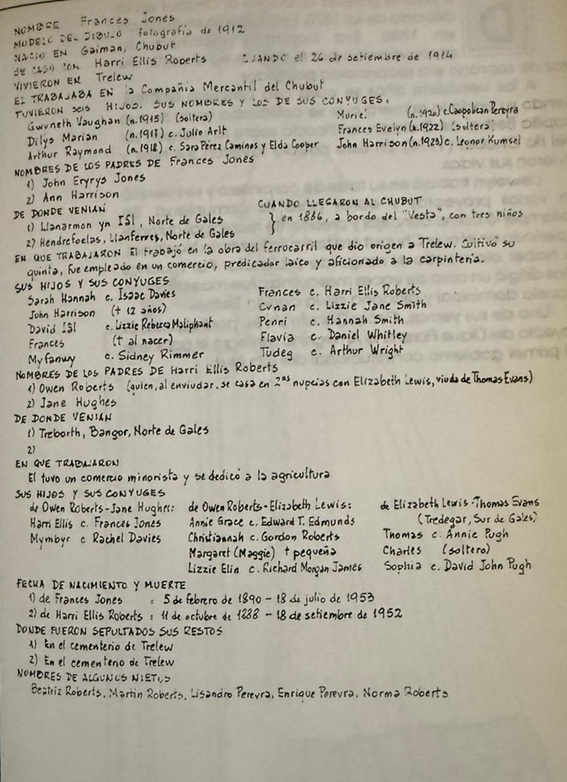 NOMBRE Frances Jones
MODELO DEL DIBUJO fotografía de 1912
NACIO EN Gaiman, Chubut
SE CASO CON Harri Ellis Roberts CUANDO el 26 de setiembre de 1914
VIVIERON EN Trelew
EL TRABAJABA EN la Compañía Mercantil del Chubut
TUVIERON SEIS HIJOS. SUS NOMBRES Y LOS DE SUS CONYUGES.
Gwyneth Vaughan (n.1915) (soltera) Muriel (n.1920) c. Caupolican Pereyra
Dilys Marian (n.1917) c. Julio Arlt Frances Evelyn (n.1922) (soltera)
Arthur Raymond (n.1918) c. Sara Pérez Caminos y Elda Cooper John Harrison (n.1923) c. Leonor Kumsel
NOMBRES DE LOS PADRES DE Frances Jones
1) John Eryrys Jones
2) Ann Harrison
DE DONDE VENIAN CUANDO LLEGARON AL CHUBUT
1) Llanarmon yn Iâl, Norte de Gales } en 1886, a bordo del "Vesta", con tres niños
2) Hendrefoelas, Llanferres, Norte de Gales
EN QUE TRABAJARON El trabajó en la obra del ferrocarril que dio origen a Trelew. Cultivó su
quinta, fue empleado en un comercio, predicador laico y aficionado a la carpintería.
SUS HIJOS Y SUS CONYUGES
Sarah Hannah c. Isaac Davies Frances c. Harri Ellis Roberts
John Harrison († 12 años) Cynan c. Lizzie Jane Smith
David Iâl c. Lizzie Rebecca Maliphant Penri c. Hannah Smith
Frances († al nacer) Flavia c. Daniel Whitley
Myfanwy c. Sidney Rimmer Tudeg c. Arthur Wright
NOMBRES DE LOS PADRES DE Harri Ellis Roberts
1) Owen Roberts (quien, al enviudar, se casa en 2as nupcias con Elizabeth Lewis, viuda de Thomas Evans)
2) Jane Hughes
DE DONDE VENIAN
1) Treborth, Bangor, Norte de Gales
2)
EN QUE TRABAJARON
El tuvo un comercio minorista y se dedicó a la agricultura
SUS HIJOS Y SUS CONYUGES
de Owen Roberts-Jane Hughes: de Owen Roberts-Elizabeth Lewis: de Elizabeth Lewis-Thomas Evans
Harri Ellis c. Frances Jones Annie Grace c. Edward T. Edmunds (Tredegar, Sur de Gales)
Mymbyr c Rachel Davies Christiannah c. Gordon Roberts Thomas c. Annie Pugh
Margaret (Maggie) † pequeña Charles (soltero)
Lizzie Elin c. Richard Morgan James Sophia c. David John Pugh
FECHA DE NACIMIENTO Y MUERTE
1) de Frances Jones : 5 de febrero de 1890 - 18 de julio de 1953
2) de Harri Ellis Roberts : 11 de octubre de 1888 - 18 de setiembre de 1952
DONDE FUERON SEPULTADOS SUS RESTOS
1) En el cementerio de Trelew
2) En el cementerio de Trelew
NOMBRES DE ALGUNOS NIETOS
Beatriz Roberts, Martin Roberts, Lisandro Pereyra, Enrique Pereyra, Norma Roberts